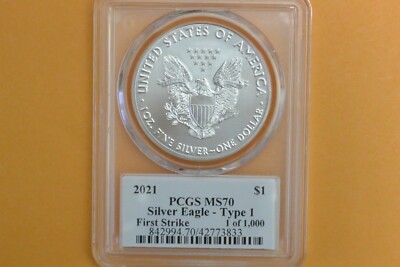 UNITED STATES OF AMERICA
1 OZ. FINE SILVER~ONE DOLLAR
2021 $1
PCGS MS70
Silver Eagle - Type 1
First Strike 1 of 1,000
842994.70/42773833